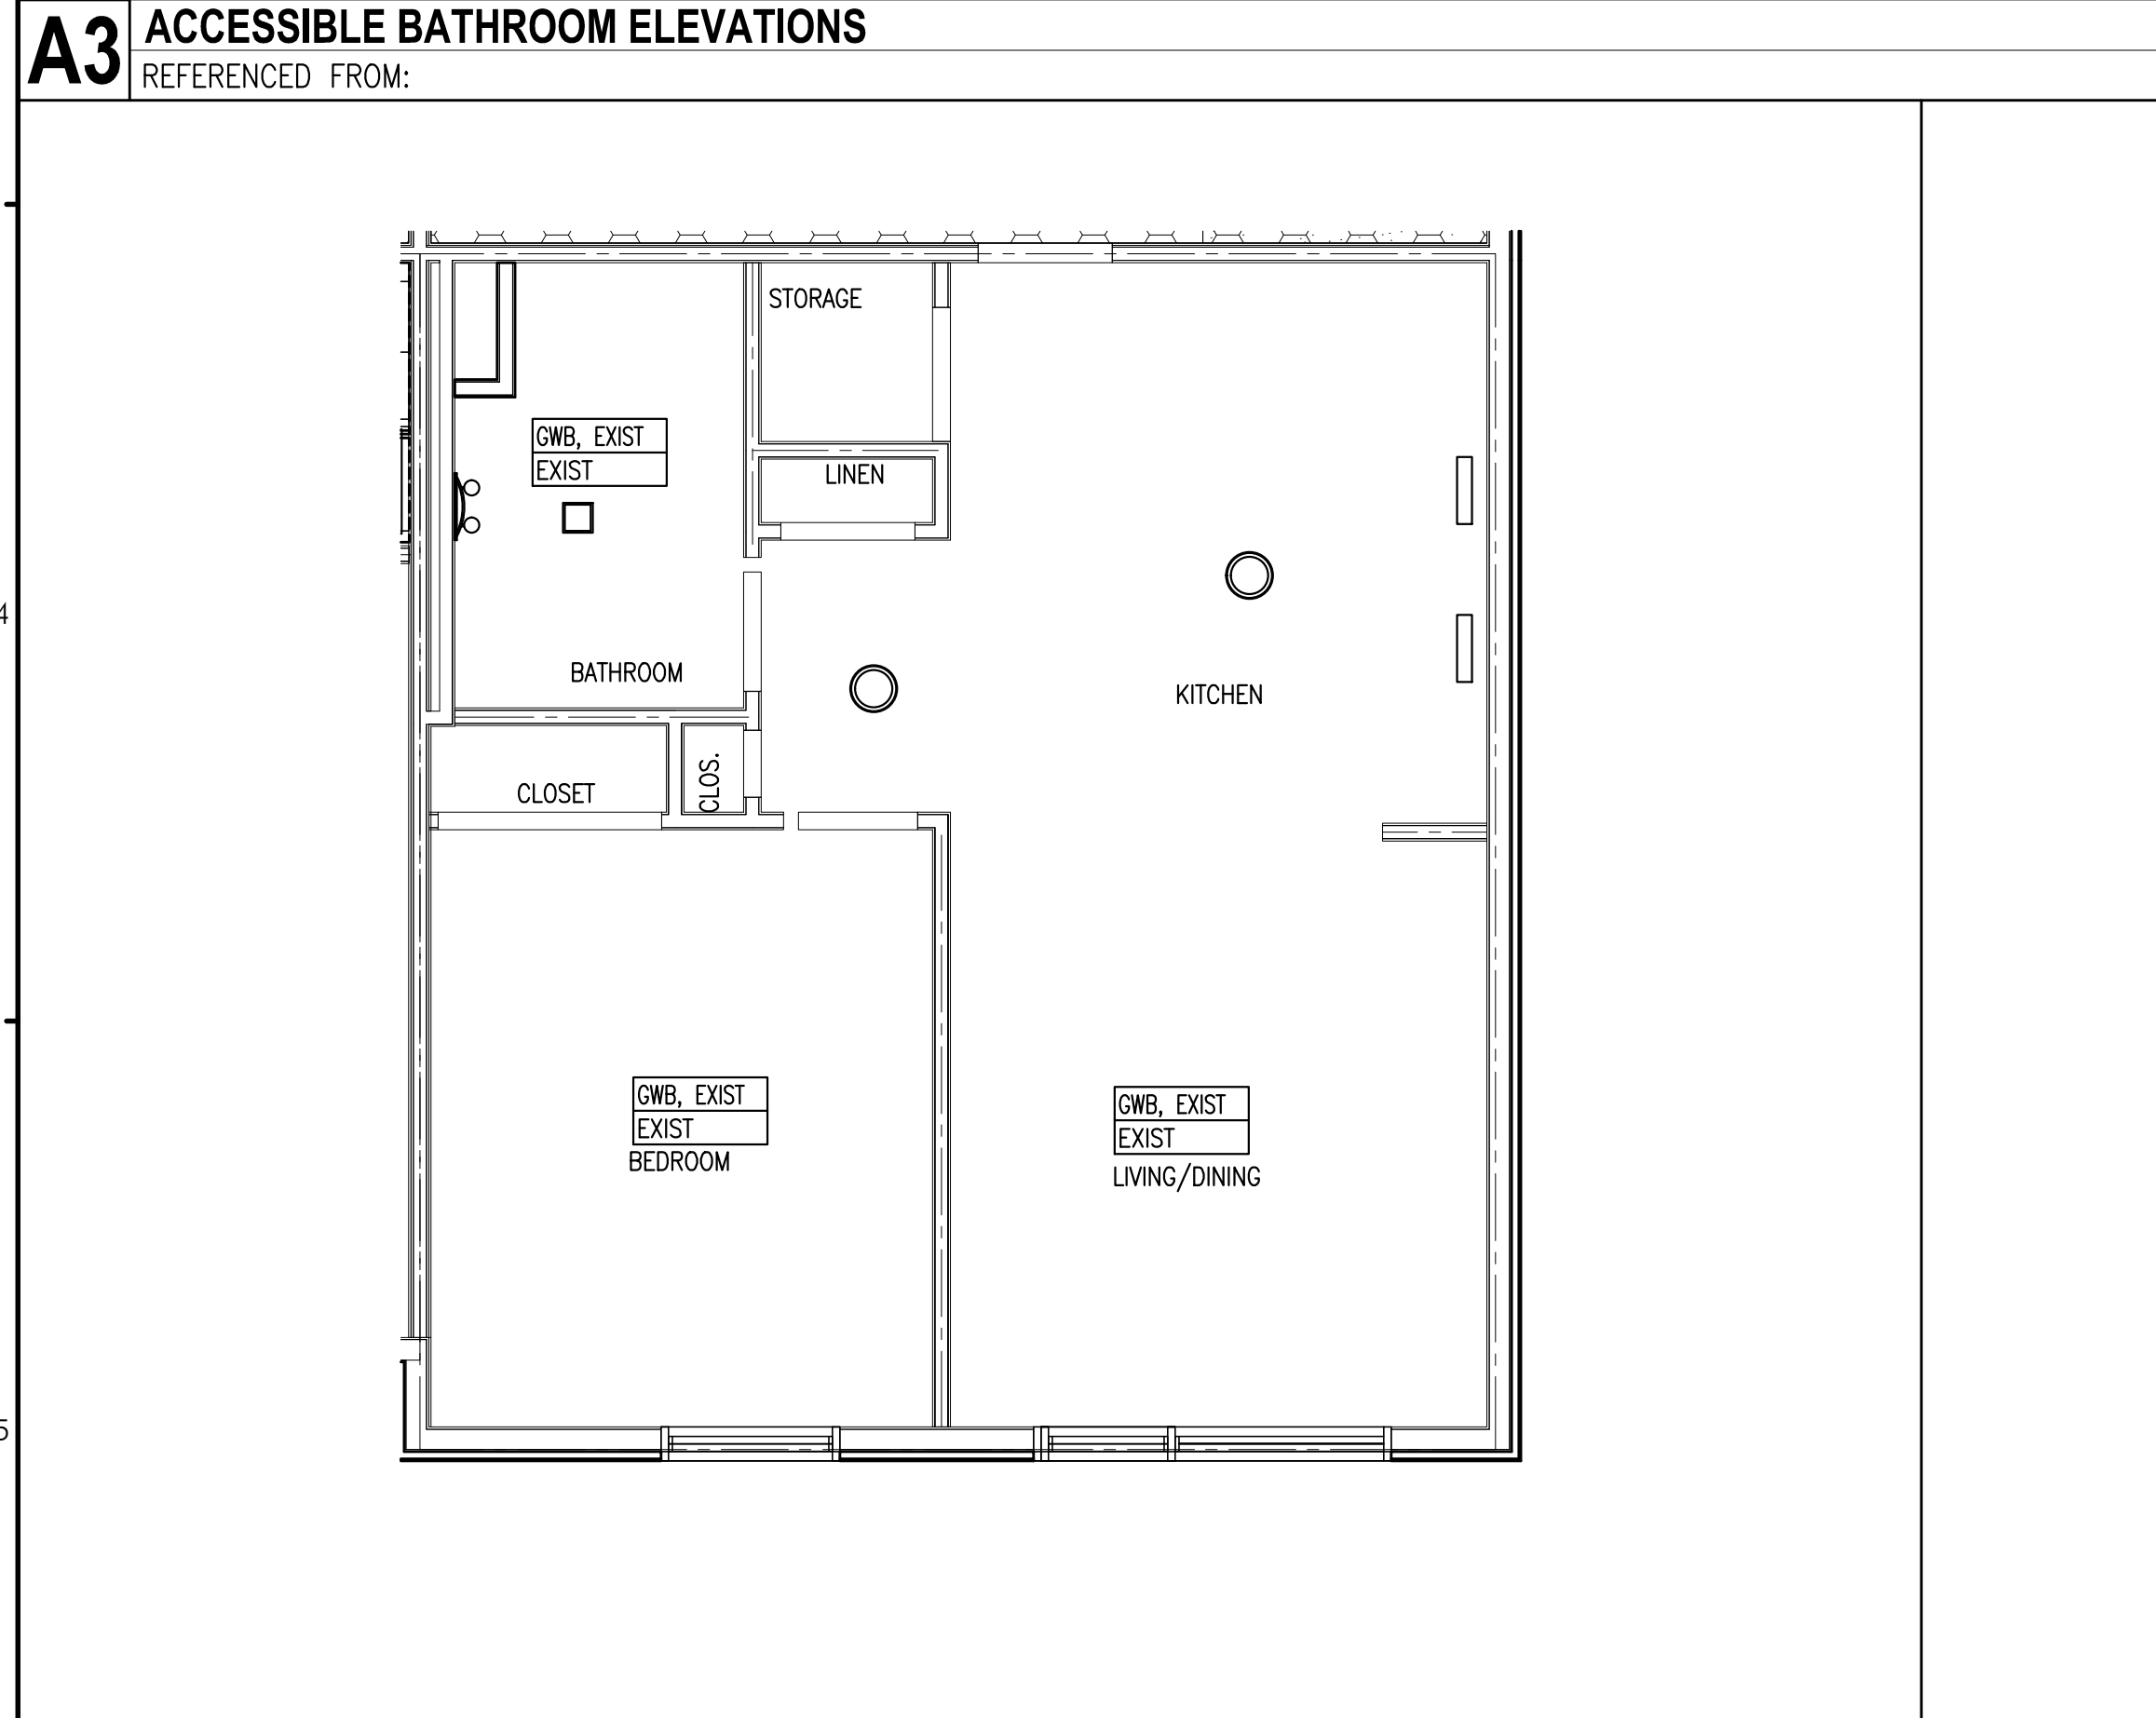 A3
ACCESSIBLE BATHROOM ELEVATIONS
REFERENCED FROM:
STORAGE
GWB, EXIST
EXIST
LINEN
4
BATHROOM
KITCHEN
CLOS.
CLOSET
GWB, EXIST
EXIST
BEDROOM
GWB, EXIST
EXIST
LIVING/DINING
5